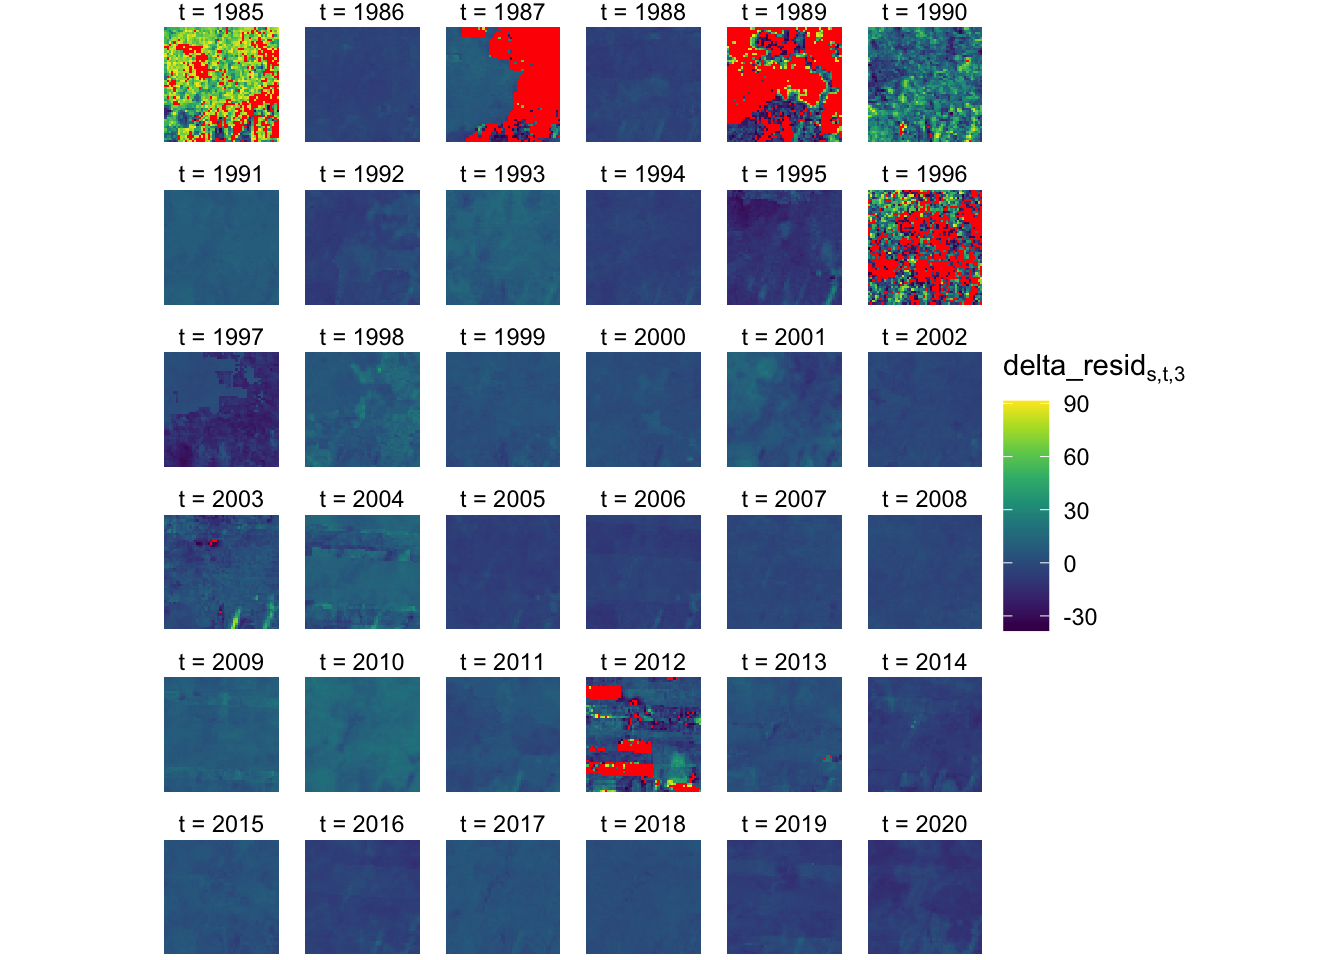 t = 1985 t = 1986 t = 1987 t = 1988 t = 1989 t = 1990
t = 1991 t = 1992 t = 1993 t = 1994 t = 1995 t = 1996
t = 1997 t = 1998 t = 1999 t = 2000 t = 2001 t = 2002
delta_resid s,t,3
90
60
30
0
-30
t = 2003 t = 2004 t = 2005 t = 2006 t = 2007 t = 2008
t = 2009 t = 2010 t = 2011 t = 2012 t = 2013 t = 2014
t = 2015 t = 2016 t = 2017 t = 2018 t = 2019 t = 2020